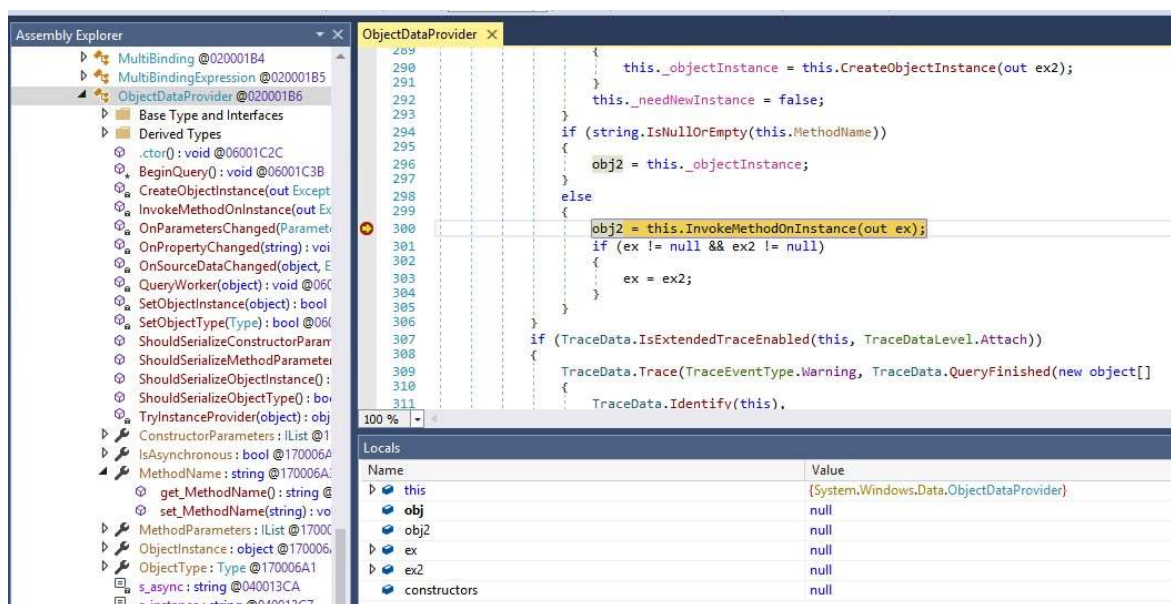 Assembly Explorer
MultiBinding @020001B4
MultiBindingExpression @020001B5
ObjectDataProvider @020001B6
Base Type and Interfaces
Derived Types
.ctor() : void @06001C2C
BeginQuery() : void @06001C3B
CreateObjectInstance(out Except
InvokeMethodOnInstance(out Ex
OnParametersChanged(Paramete
OnPropertyChanged(string) : voi
OnSourceDataChanged(object, E
QueryWorker(object) : void @060
SetObjectInstance(object) : bool
SetObjectType(Type) : bool @060
ShouldSerializeConstructorParam
ShouldSerializeMethodParameter
ShouldSerializeObjectInstance() :
ShouldSerializeObjectType() : boo
TryInstanceProvider(object) : obj
ConstructorParameters : IList @1
IsAsynchronous : bool @170006A
MethodName : string @170006A
get_MethodName() : string @
set_MethodName(string) : vo
MethodParameters : IList @1700
ObjectInstance : object @170006
ObjectType : Type @170006A1
s_async : string @040013CA
s_instance : string @040013C7
ObjectDataProvider
289 {
290 this._objectInstance = this.CreateObjectInstance(out ex2);
291 }
292 this._needNewInstance = false;
293 }
294 if (string.IsNullOrEmpty(this.MethodName))
295 {
296 obj2 = this._objectInstance;
297 }
298 else
299 {
300 obj2 = this.InvokeMethodOnInstance(out ex);
301 if (ex != null && ex2 != null)
302 {
303 ex = ex2;
304 }
305 }
306 }
307 if (TraceData.IsExtendedTraceEnabled(this, TraceDataLevel.Attach))
308 {
309 TraceData.Trace(TraceEventType.Warning, TraceData.QueryFinished(new object[]
310 {
311 TraceData.Identify(this),
100 %
Locals
Name Value
this {System.Windows.Data.ObjectDataProvider}
obj null
obj2 null
ex null
ex2 null
constructors null